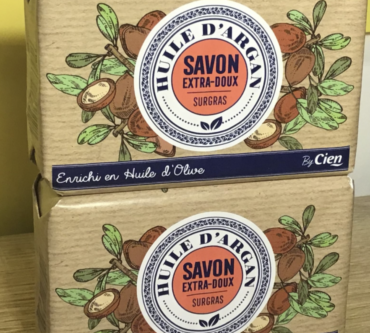 HUILE D'ARGAN
SAVON
EXTRA-DOUX
SURGRAS
Enrichi en Huile d'Olive
By Cien
HUILE D'ARGAN
SAVON
EXTRA-DOUX
SURGRAS